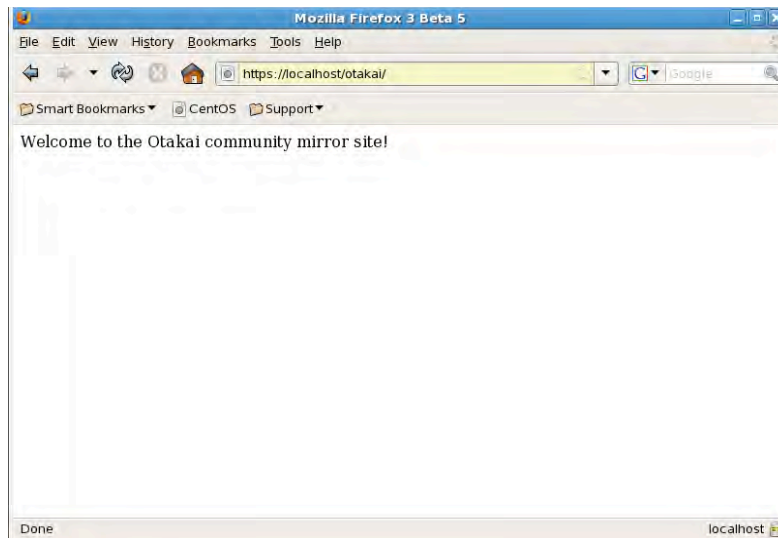 Mozilla Firefox 3 Beta 5
File Edit View History Bookmarks Tools Help
https://localhost/otakai/
G Google
Smart Bookmarks CentOS Support
Welcome to the Otakai community mirror site!
Done
localhost